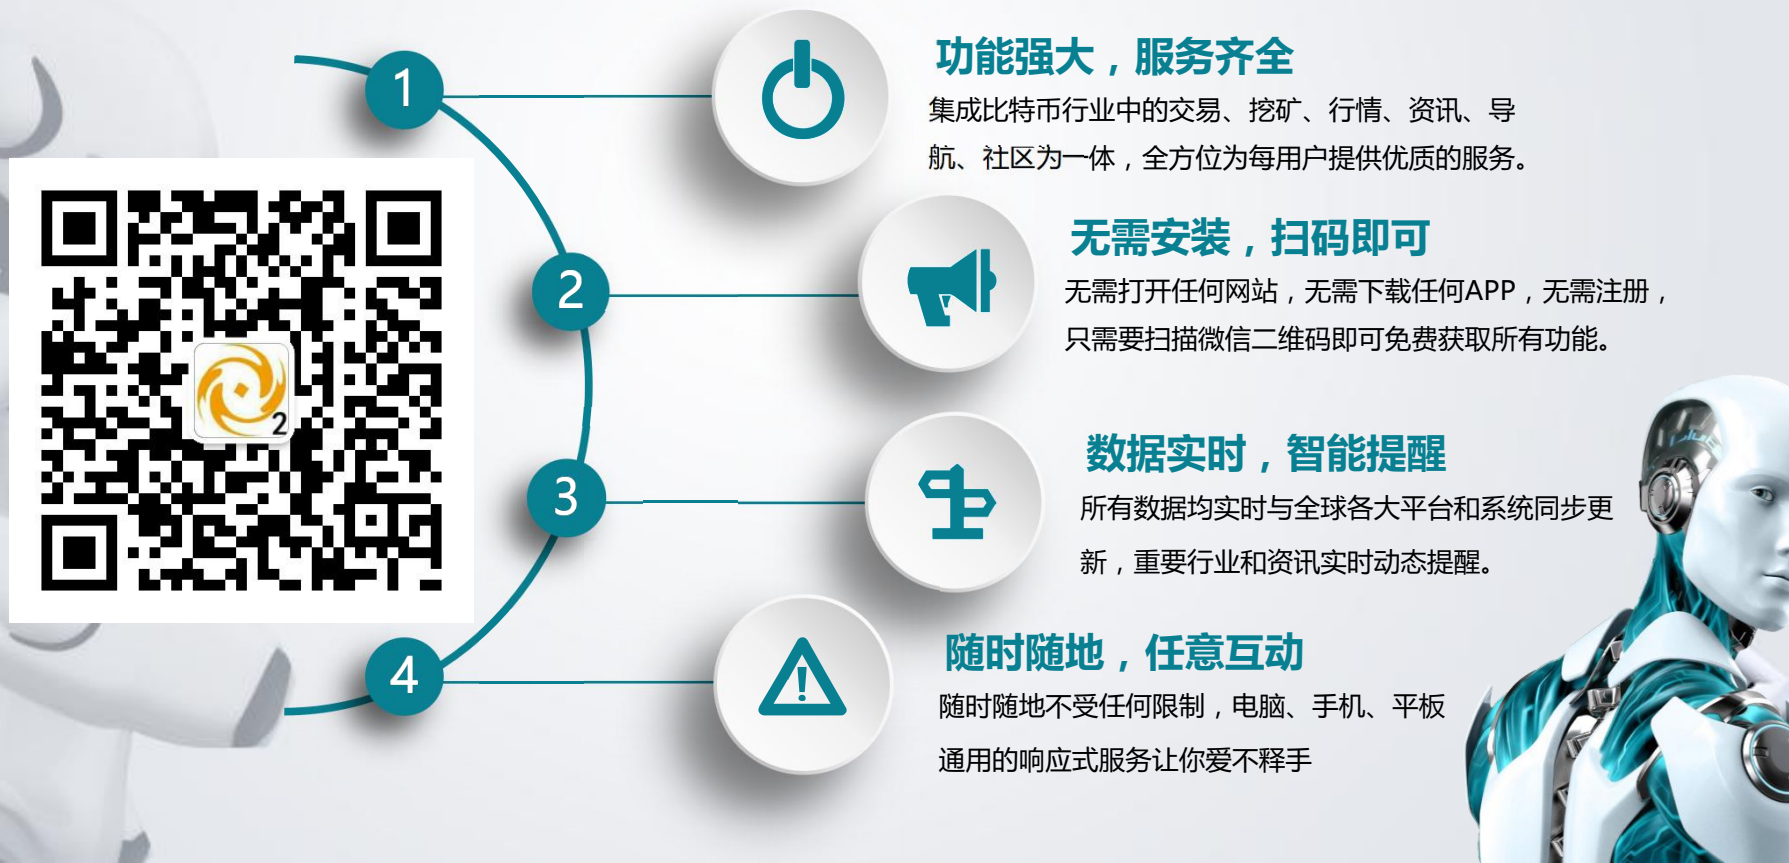 1
功能强大，服务齐全
集成比特币行业中的交易、挖矿、行情、资讯、导
航、社区为一体，全方位为每用户提供优质的服务。
2
无需安装，扫码即可
无需打开任何网站，无需下载任何APP，无需注册，
只需要扫描微信二维码即可免费获取所有功能。
2
3
数据实时，智能提醒
所有数据均实时与全球各大平台和系统同步更
新，重要行业和资讯实时动态提醒。
4
随时随地，任意互动
随时随地不受任何限制，电脑、手机、平板
通用的响应式服务让你爱不释手